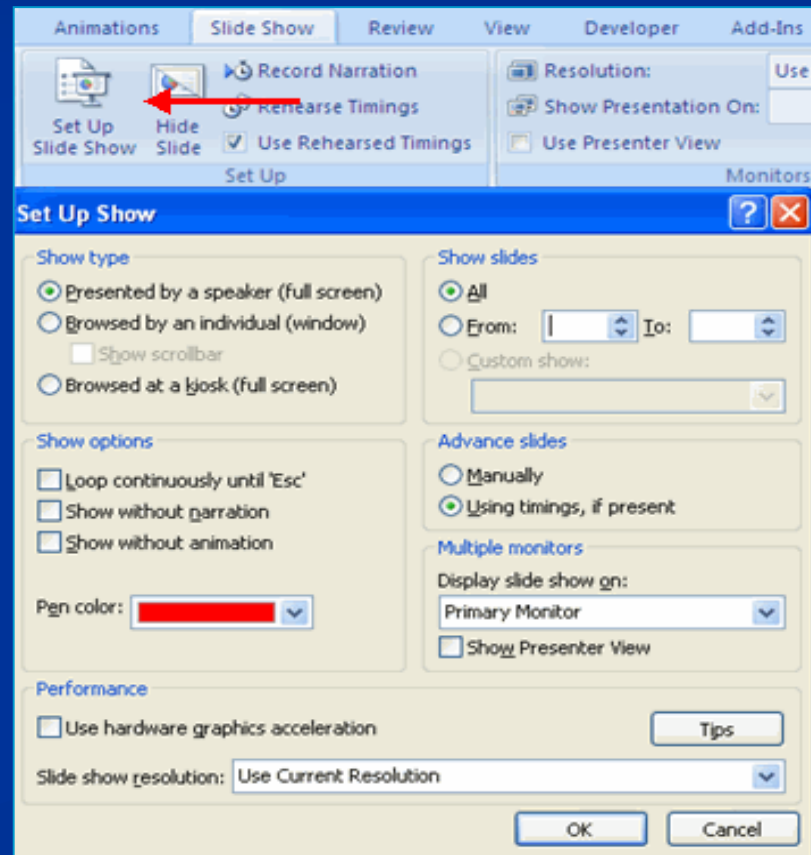 Animations Slide Show Review View Developer Add-Ins
Record Narration
Rehearse Timings
Use Rehearsed Timings
Set Up
Slide Show
Hide
Slide
Set Up
Resolution: Use
Show Presentation On:
Use Presenter View
Monitors
Set Up Show
Show type
Presented by a speaker (full screen)
Browsed by an individual (window)
Show scrollbar
Browsed at a kiosk (full screen)
Show slides
All
From: To:
Custom show:
Show options
Loop continuously until 'Esc'
Show without narration
Show without animation
Pen color:
Advance slides
Manually
Using timings, if present
Multiple monitors
Display slide show on:
Primary Monitor
Show Presenter View
Performance
Use hardware graphics acceleration
Tips
Slide show resolution: Use Current Resolution
OK Cancel